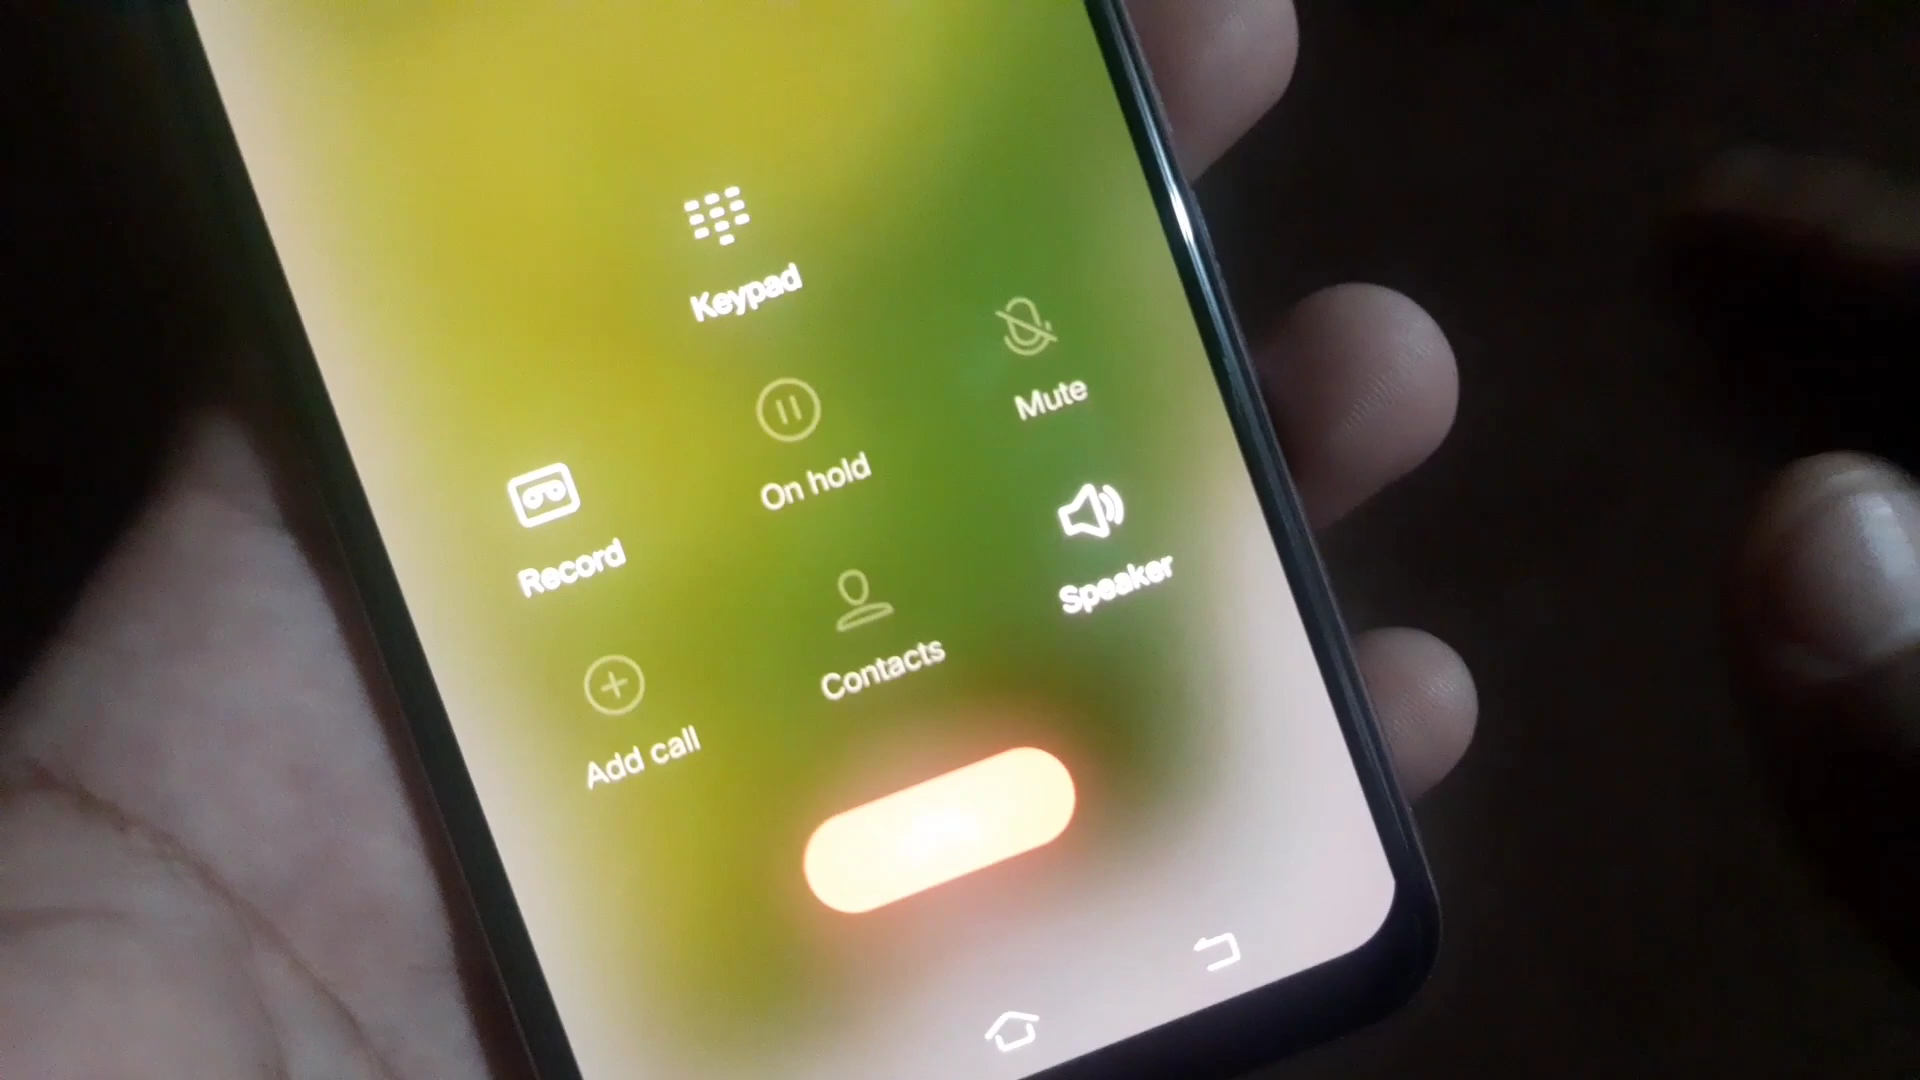 Keypad
Record
On hold
Mute
Add call
Contacts
Speaker